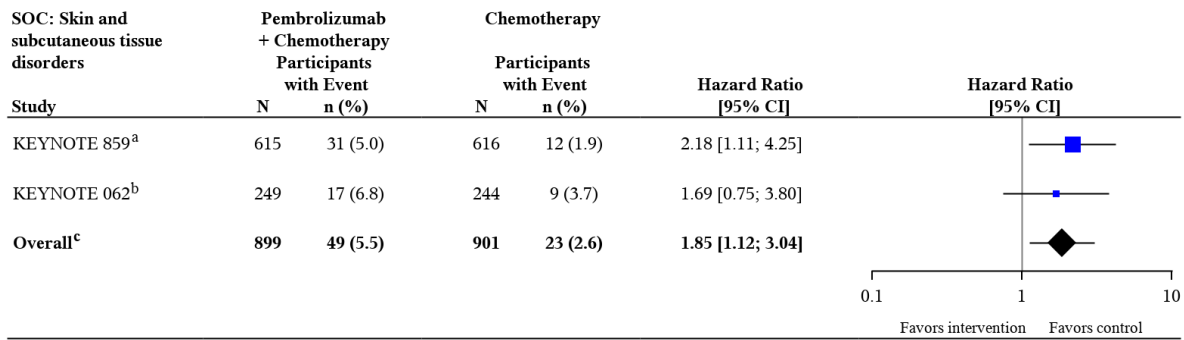 SOC: Skin and subcutaneous tissue disorders
Pembrolizumab + Chemotherapy
Chemotherapy
Participants with Event
Participants with Event
Hazard Ratio
Hazard Ratio
Study N n (%) N n (%) [95% CI] [95% CI]
KEYNOTE 859a 615 31 (5.0) 616 12 (1.9) 2.18 [1.11; 4.25]
KEYNOTE 062b 249 17 (6.8) 244 9 (3.7) 1.69 [0.75; 3.80]
Overallc 899 49 (5.5) 901 23 (2.6) 1.85 [1.12; 3.04]
0.1 1 10
Favors intervention Favors control